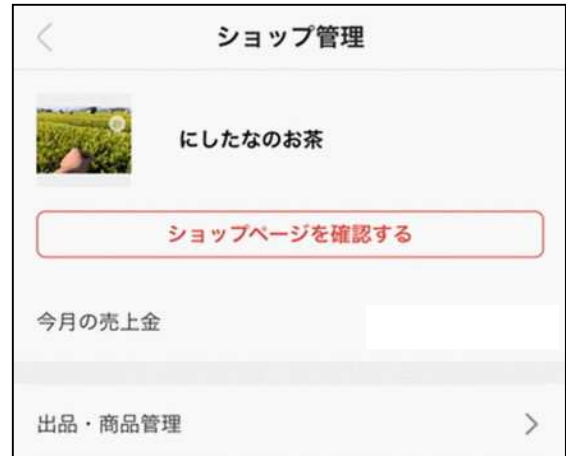 ショップ管理
にしたなのお茶
ショップページを確認する
今月の売上金
出品・商品管理